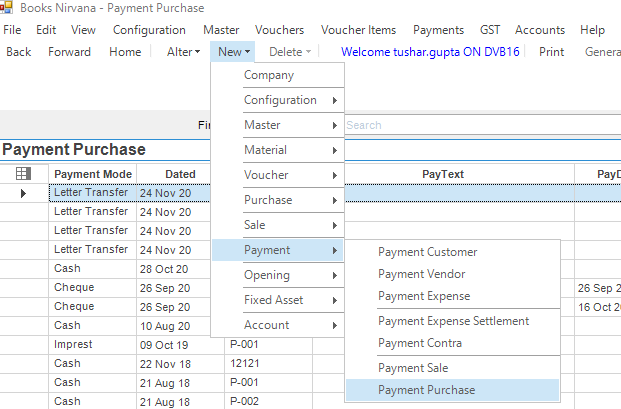 Books Nirvana - Payment Purchase
File Edit View Configuration Master Vouchers Voucher Items Payments GST Accounts Help
Back Forward Home Alter New Delete Welcome tushar.gupta ON DVB16 Print
Company
Configuration
Search
Master
Material
Voucher
Purchase
Sale
Payment
Opening
Fixed Asset
Account
Payment Customer
Payment Vendor
Payment Expense
Payment Expense Settlement
Payment Contra
Payment Sale
Payment Purchase
Payment Purchase
Payment Mode Dated PayText
Letter Transfer 24 Nov 20
Letter Transfer 24 Nov 20
Letter Transfer 24 Nov 20
Letter Transfer 24 Nov 20
Cash 28 Oct 20
Cheque 26 Sep 20 26 Sep 20
Cheque 26 Sep 20 16 Oct 20
Cash 10 Aug 20
Imprest 09 Oct 19 P-001
Cash 22 Nov 18 12121
Cash 21 Aug 18 P-001
Cash 21 Aug 18 P-002